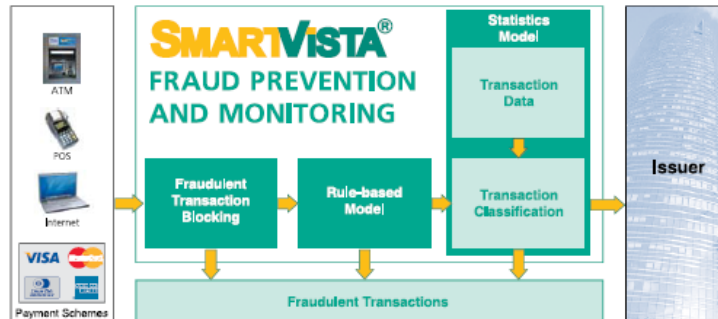 ATM
POS
Internet
VISA
MasterCard
Payment Schemes
SMARTVISTA®
FRAUD PREVENTION
AND MONITORING
Fraudulent
Transaction
Blocking
Rule-based
Model
Statistics
Model
Transaction
Data
Transaction
Classification
Fraudulent Transactions
Issuer